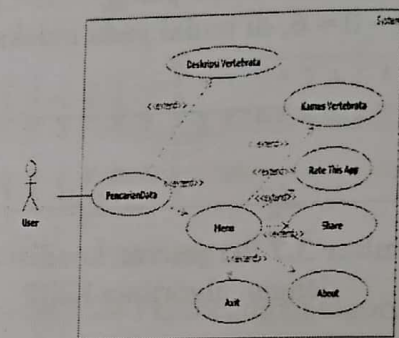 System
Deskripsi Vertebrata
<<extend>>
Kamus Vertebrata
<<extend>>
<<extend>>
Rate This App
<<extend>>
PencarianData
<<extend>>
User
Menu
Share
<<extend>>
<<extend>>
Axit
About